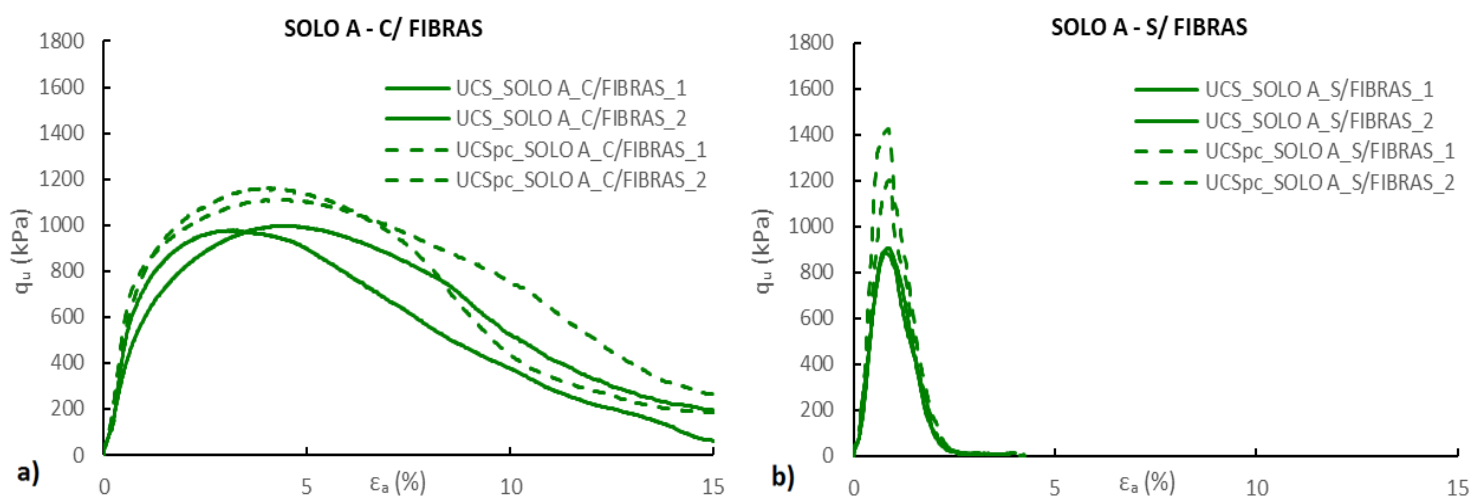 SOLO A - C/ FIBRAS
1800
1600
1400
1200
1000
800
600
400
200
0
qᵤ (kPa)
UCS_SOLO A_C/FIBRAS_1
UCS_SOLO A_C/FIBRAS_2
UCSpc_SOLO A_C/FIBRAS_1
UCSpc_SOLO A_C/FIBRAS_2
0
5
10
15
εₐ (%)
a)
SOLO A - S/ FIBRAS
1800
1600
1400
1200
1000
800
600
400
200
0
qᵤ (kPa)
UCS_SOLO A_S/FIBRAS_1
UCS_SOLO A_S/FIBRAS_2
UCSpc_SOLO A_S/FIBRAS_1
UCSpc_SOLO A_S/FIBRAS_2
0
5
10
15
εₐ (%)
b)